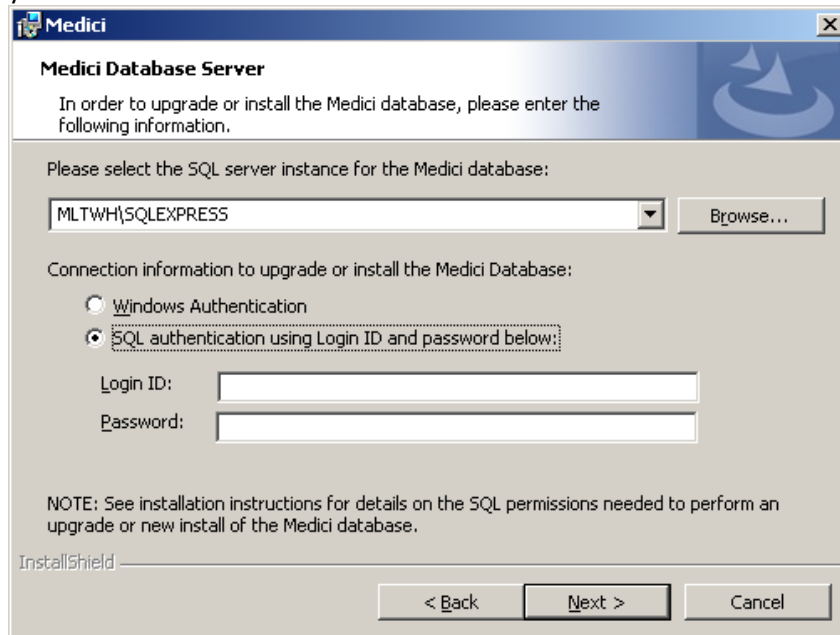 Medici
Medici Database Server
In order to upgrade or install the Medici database, please enter the
following information.
Please select the SQL server instance for the Medici database:
MLTWH\SQLEXPRESS
Browse...
Connection information to upgrade or install the Medici Database:
Windows Authentication
SQL authentication using Login ID and password below:
Login ID:
Password:
NOTE: See installation instructions for details on the SQL permissions needed to perform an
upgrade or new install of the Medici database.
InstallShield
< Back
Next >
Cancel